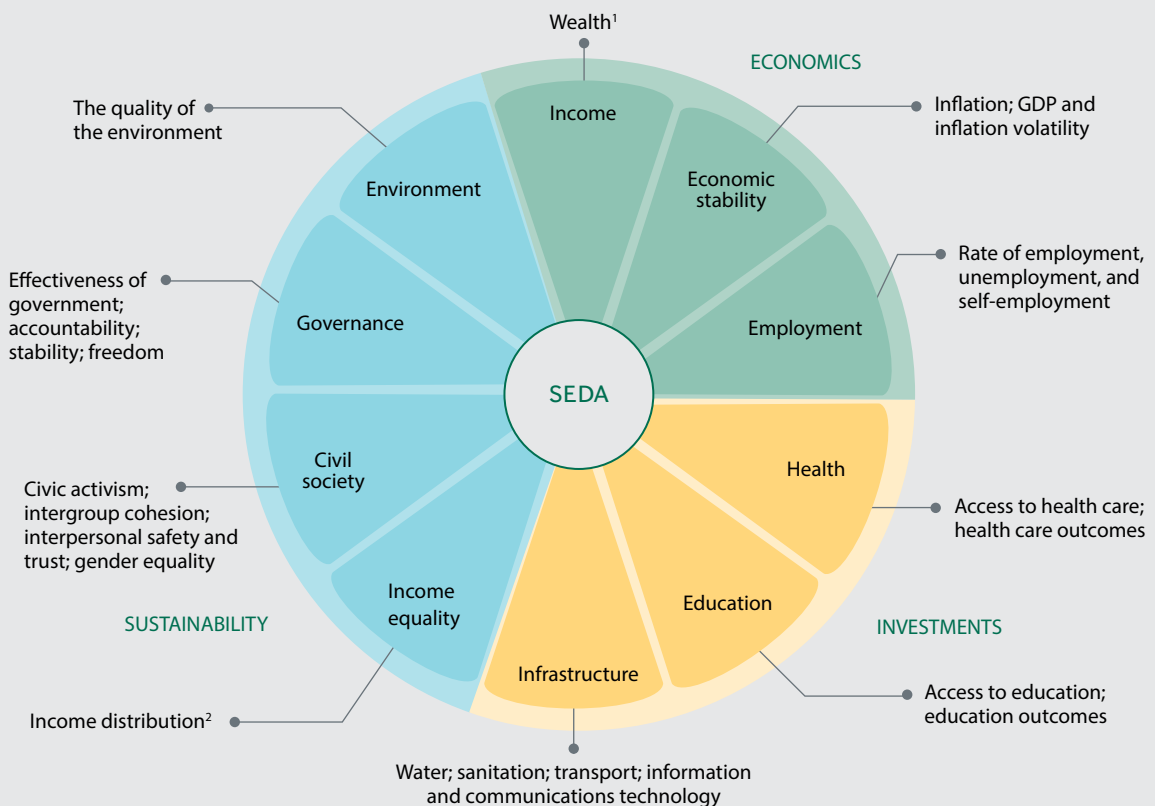 Wealth¹
ECONOMICS
Income
The quality of
the environment
Inflation; GDP and
inflation volatility
Environment
Economic
stability
Effectiveness of
government;
accountability;
stability; freedom
Governance
Rate of employment,
unemployment, and
self-employment
Employment
SEDA
Civil
society
Health
Civic activism;
intergroup cohesion;
interpersonal safety and
trust; gender equality
Access to health care;
health care outcomes
Income
equality
Education
SUSTAINABILITY
INVESTMENTS
Infrastructure
Income distribution²
Access to education;
education outcomes
Water; sanitation; transport; information
and communications technology